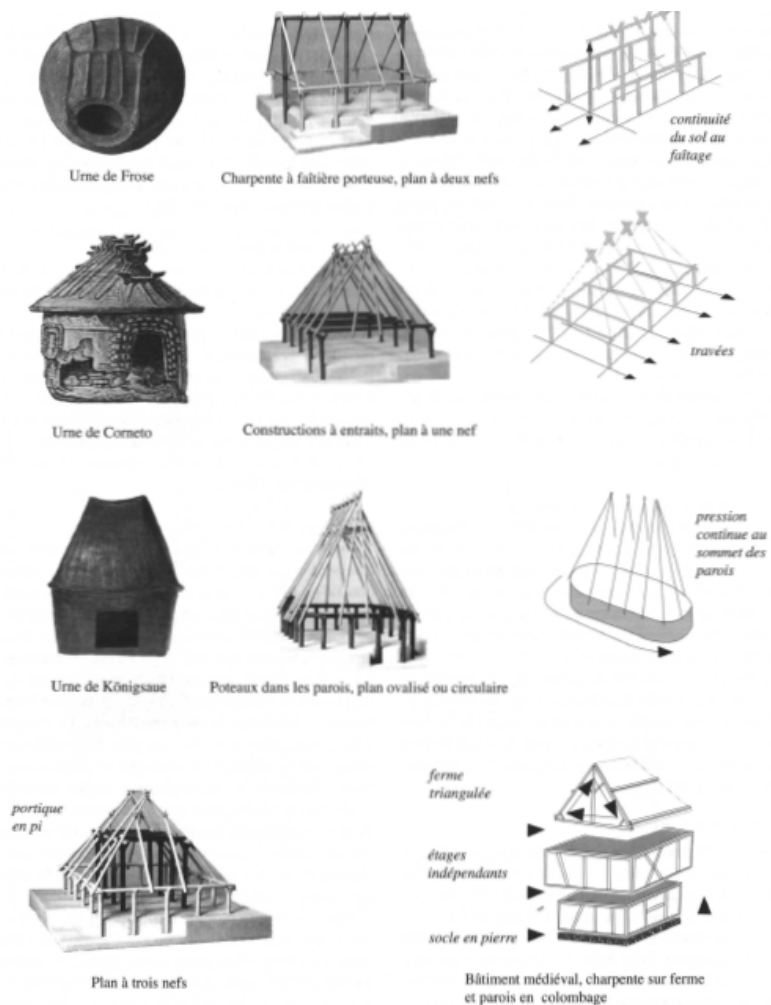 continuité
du sol au
faîtage
Urne de Frose
Charpente à faîtière porteuse, plan à deux nefs
travées
Urne de Corneto
Constructions à entraits, plan à une nef
pression
continue au
sommet des
parois
Urne de Königsaue
Poteaux dans les parois, plan ovalisé ou circulaire
portique
en pi
ferme
triangulée
étages
indépendants
socle en pierre
Plan à trois nefs
Bâtiment médiéval, charpente sur ferme
et parois en colombage